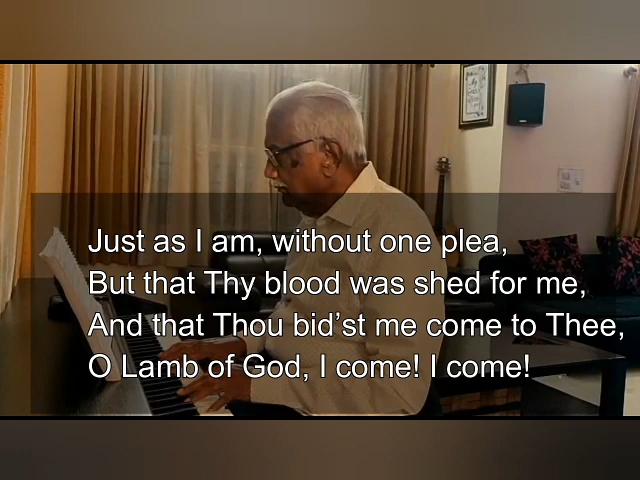 Just as I am, without one plea,
But that Thy blood was shed for me,
And that Thou bid’st me come to Thee,
O Lamb of God, I come! I come!